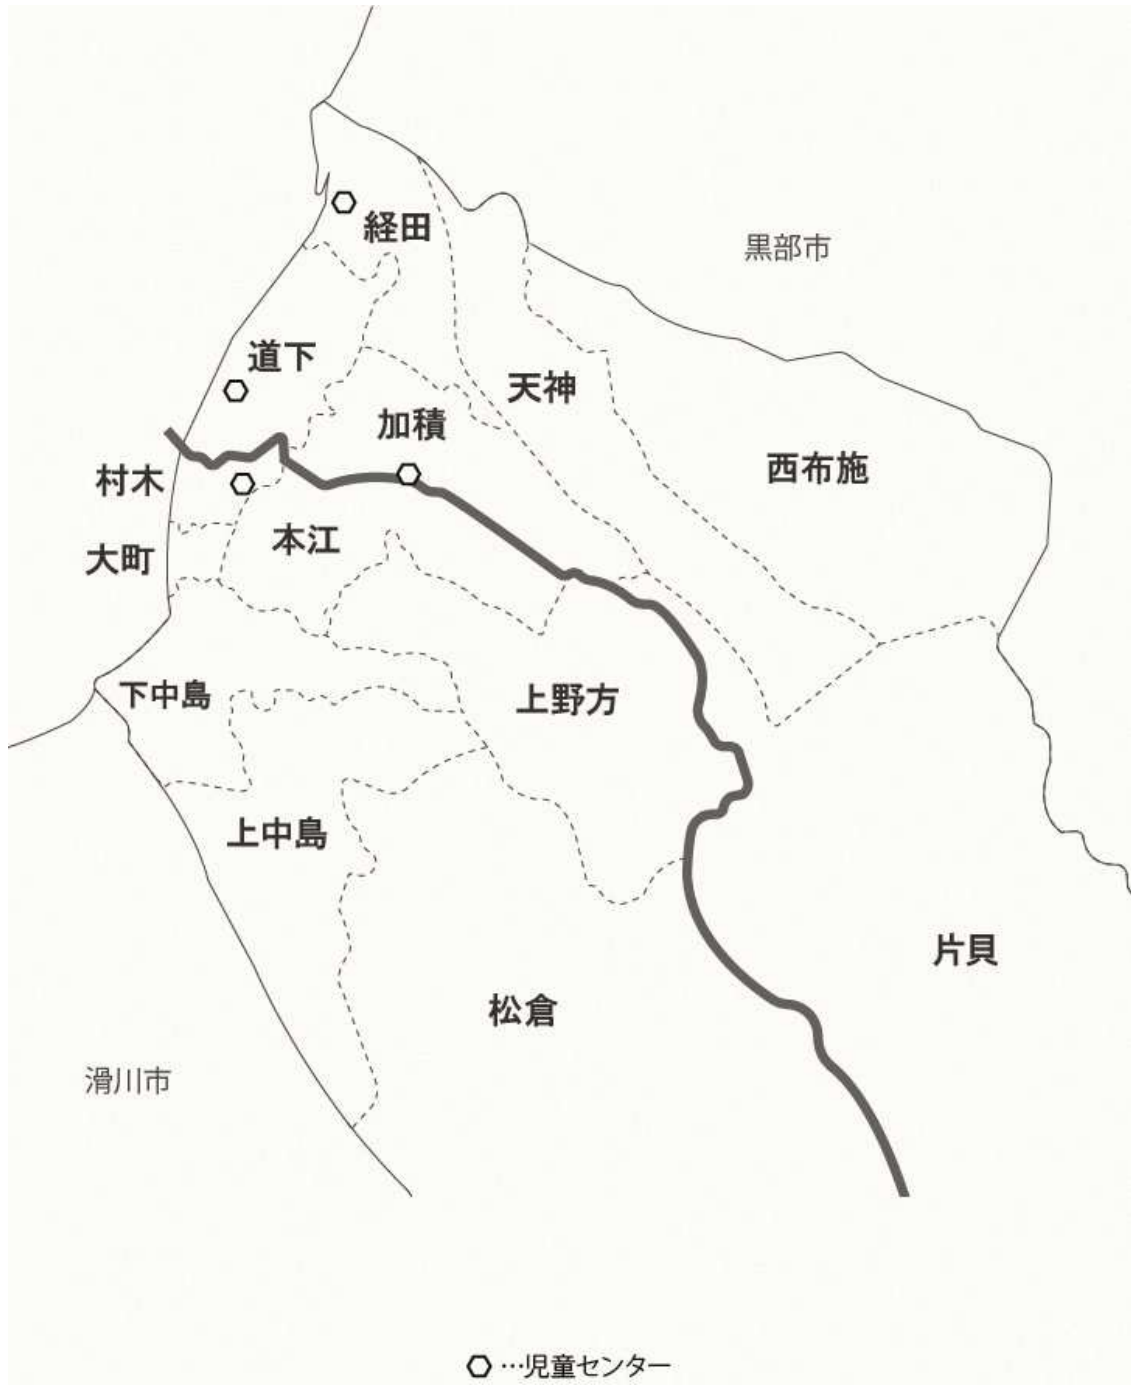 経田
黒部市
道下
天神
加積
西布施
村木
本江
大町
下中島
上野方
上中島
片貝
松倉
滑川市
…児童センター